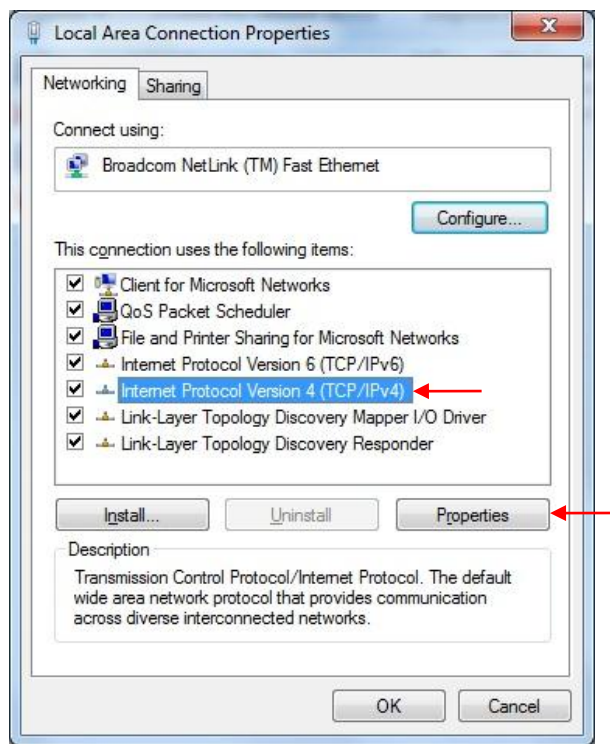 Local Area Connection Properties
Networking Sharing
Connect using:
Broadcom NetLink (TM) Fast Ethernet
Configure...
This connection uses the following items:
Client for Microsoft Networks
QoS Packet Scheduler
File and Printer Sharing for Microsoft Networks
Internet Protocol Version 6 (TCP/IPv6)
Internet Protocol Version 4 (TCP/IPv4)
Link-Layer Topology Discovery Mapper I/O Driver
Link-Layer Topology Discovery Responder
Install... Uninstall Properties
Description
Transmission Control Protocol/Internet Protocol. The default
wide area network protocol that provides communication
across diverse interconnected networks.
OK Cancel